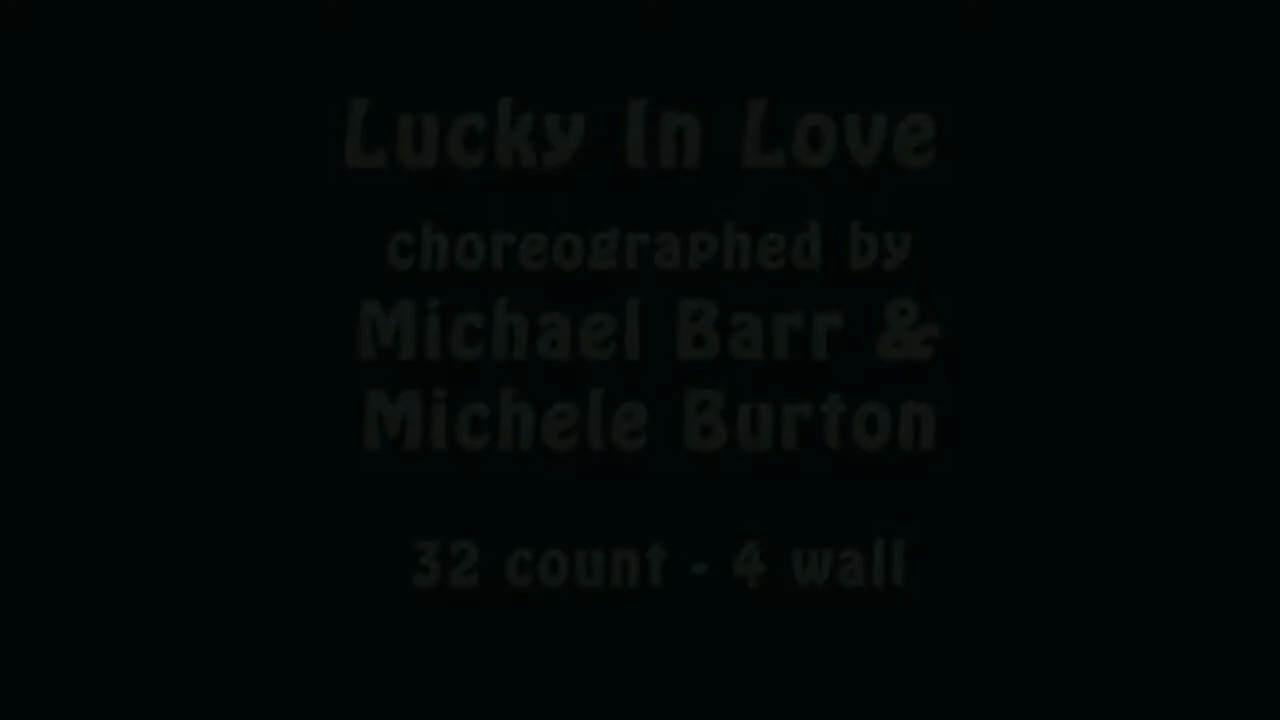 Lucky In Love
choreographed by
Michael Barr &
Michele Burton
32 count - 4 wall